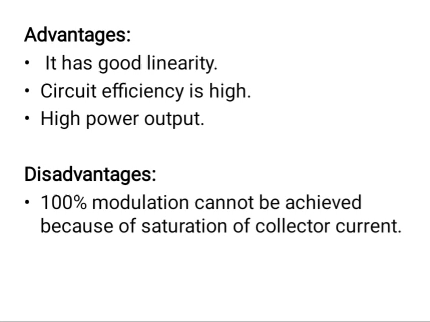 Advantages:
• It has good linearity.
• Circuit efficiency is high.
• High power output.
Disadvantages:
• 100% modulation cannot be achieved
because of saturation of collector current.